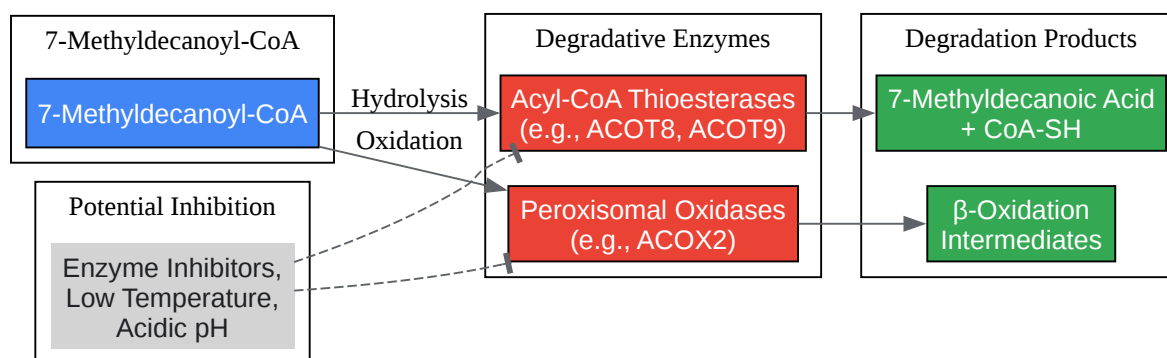 7-Methyldecanoyl-CoA
7-Methyldecanoyl-CoA
Hydrolysis
Oxidation
Degradative Enzymes
Acyl-CoA Thioesterases
(e.g., ACOT8, ACOT9)
Peroxisomal Oxidases
(e.g., ACOX2)
Degradation Products
7-Methyldecanoic Acid
+ CoA-SH
β-Oxidation
Intermediates
Potential Inhibition
Enzyme Inhibitors,
Low Temperature,
Acidic pH